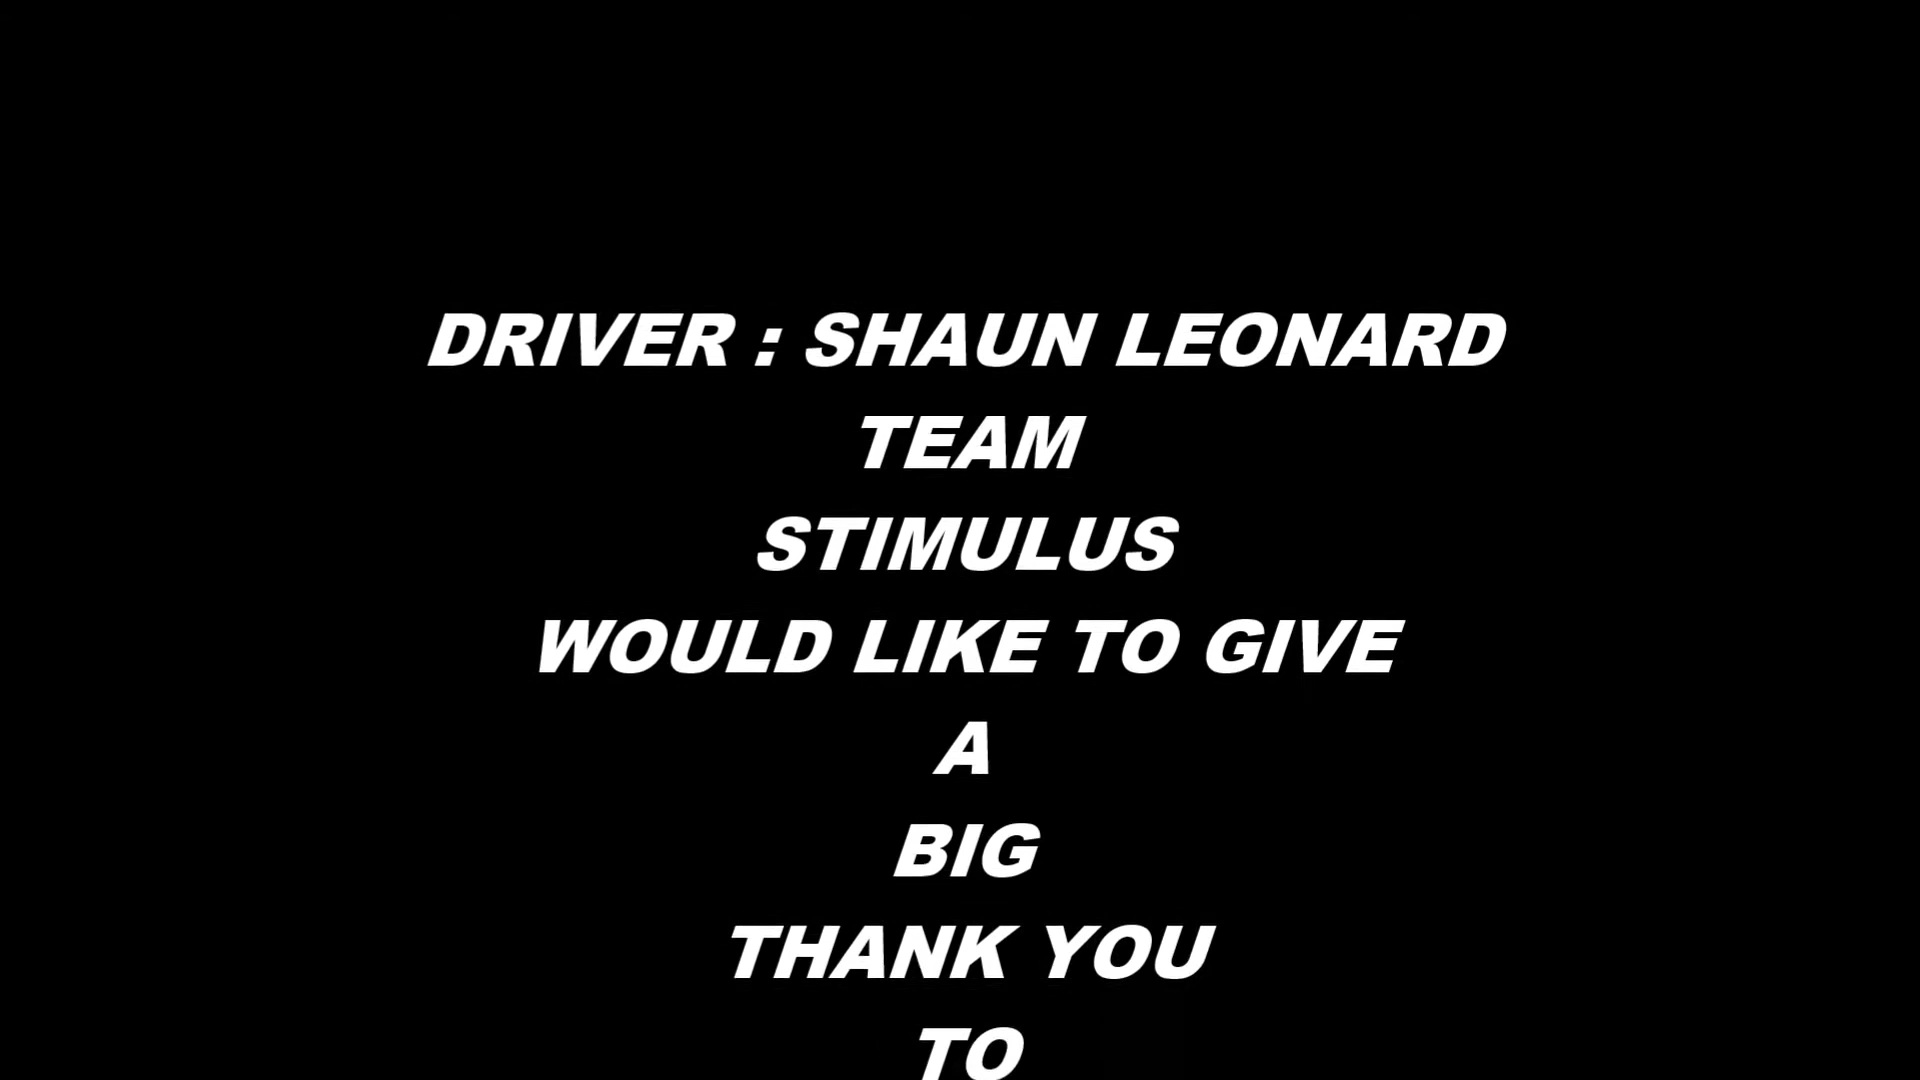 DRIVER : SHAUN LEONARD
TEAM
STIMULUS
WOULD LIKE TO GIVE
A
BIG
THANK YOU
TO